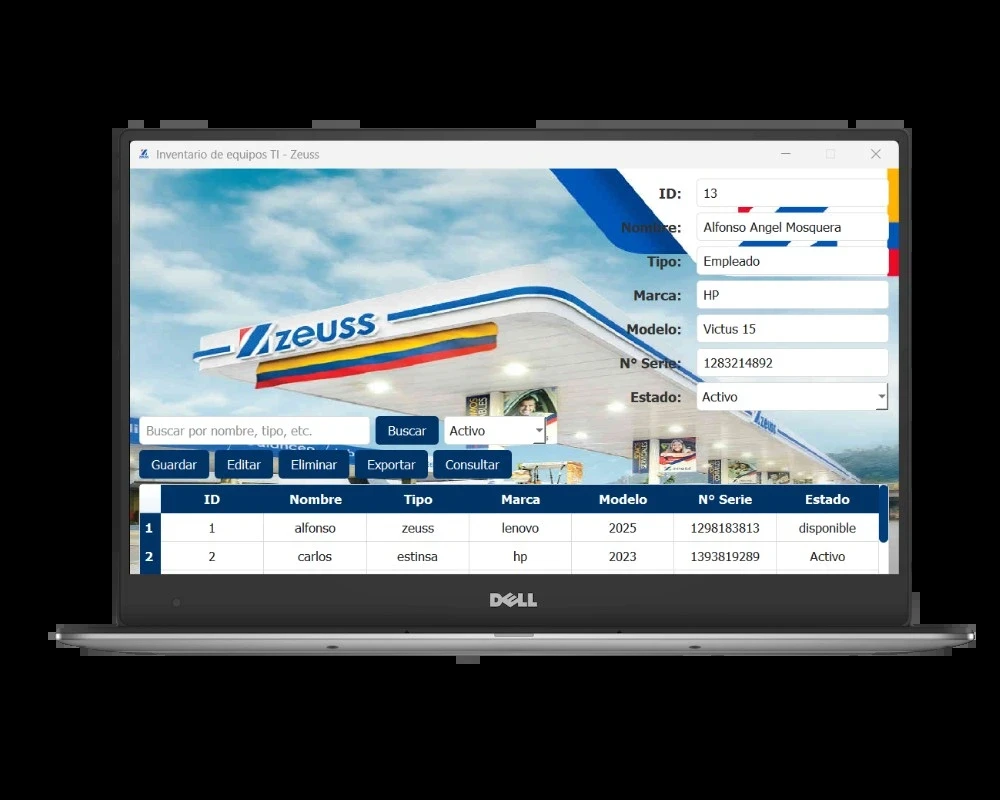 Inventario de equipos TI - Zeuss
ID: 13
Nombre: Alfonso Angel Mosquera
Tipo: Empleado
Marca: HP
Modelo: Victus 15
N° Serie: 1283214892
Estado: Activo
zeuss
zeuss
Buscar por nombre, tipo, etc. Buscar Activo
Guardar Editar Eliminar Exportar Consultar
ID Nombre Tipo Marca Modelo N° Serie Estado
1 1 alfonso zeuss lenovo 2025 1298183813 disponible
2 2 carlos estinsa hp 2023 1393819289 Activo
DELL